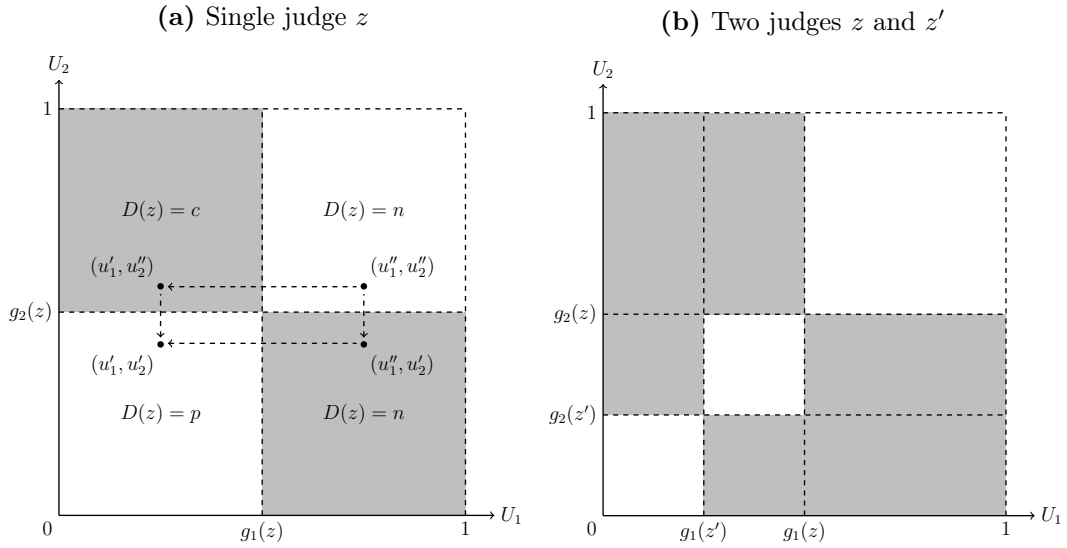 (a) Single judge z
U₂
1
D(z) = c
D(z) = n
(u′₁, u″₂)
(u″₁, u″₂)
g₂(z)
(u′₁, u′₂)
(u″₁, u′₂)
D(z) = p
D(z) = n
0
g₁(z)
1
U₁
(b) Two judges z and z′
U₂
1
g₂(z)
g₂(z′)
0
g₁(z′)
g₁(z)
1
U₁